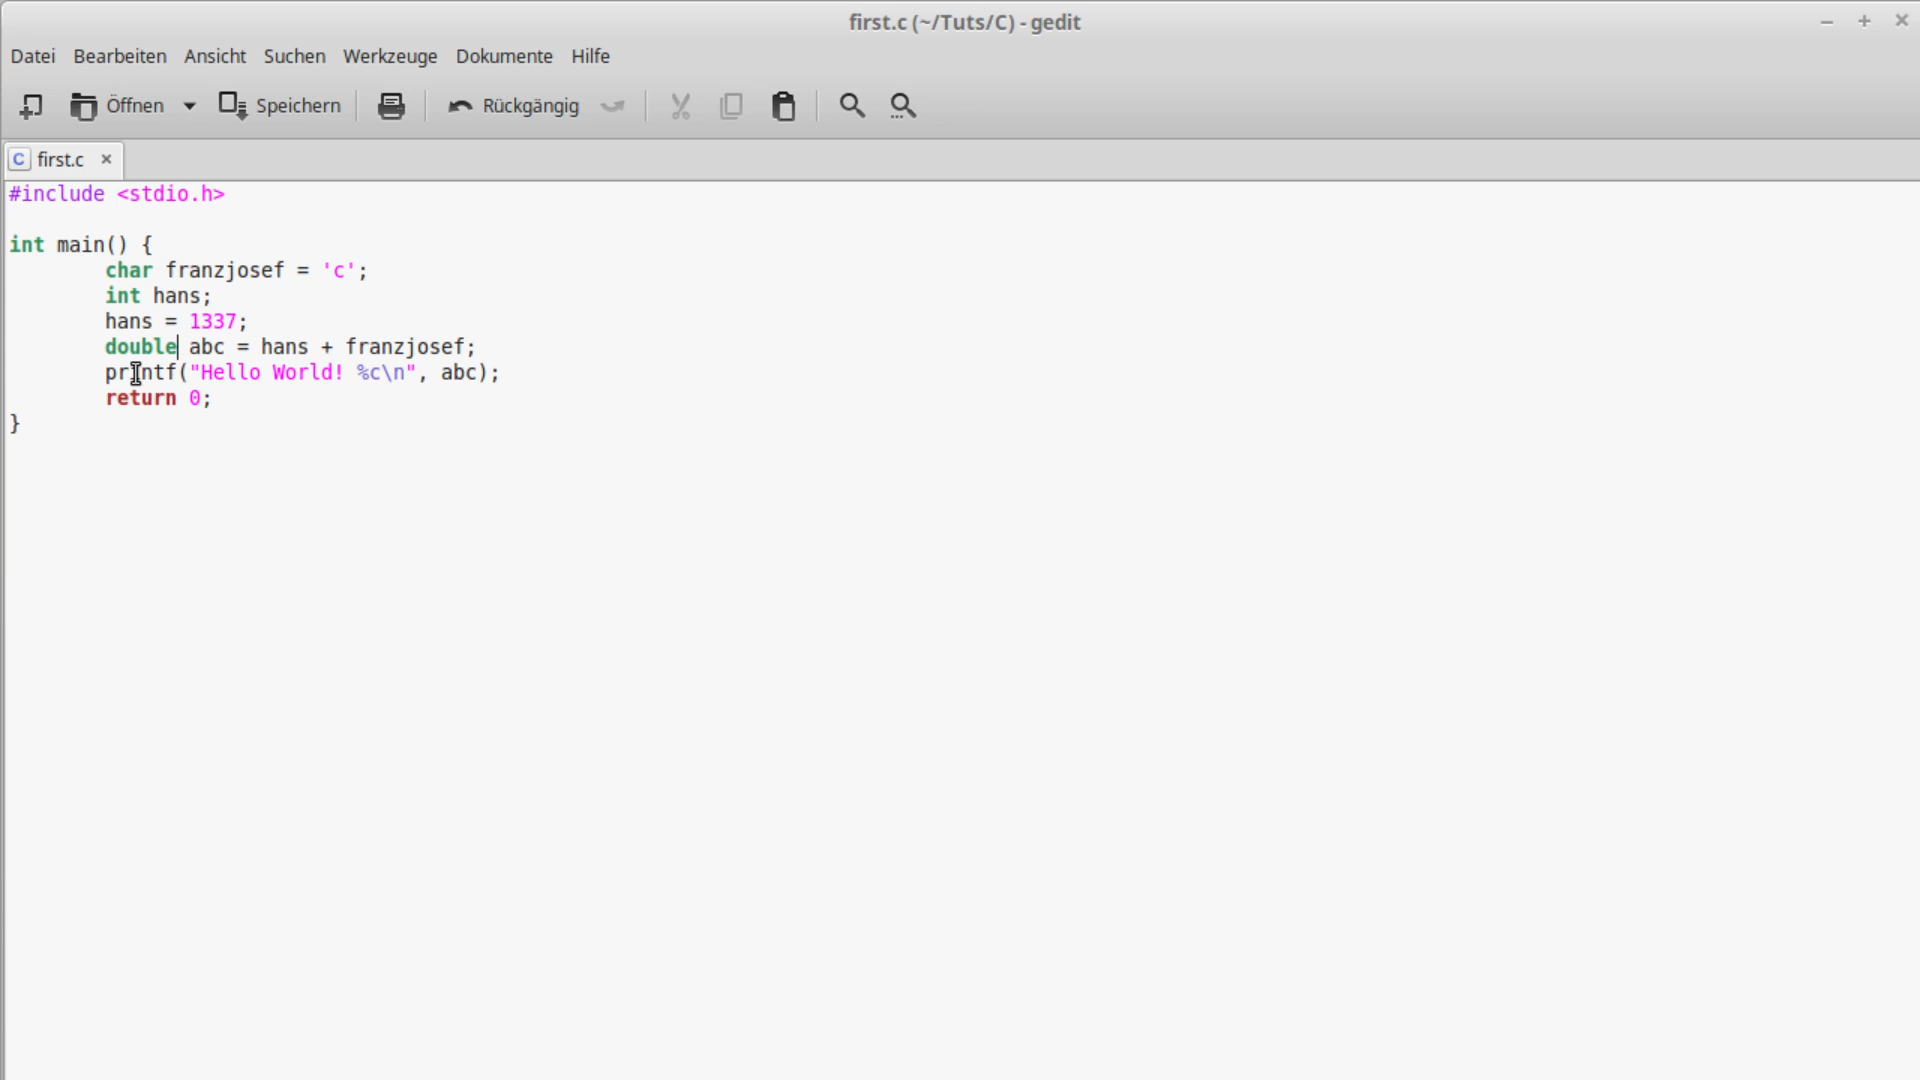 first.c (~/Tuts/C) - gedit
Datei Bearbeiten Ansicht Suchen Werkzeuge Dokumente Hilfe
Öffnen Speichern Rückgängig
C first.c
#include <stdio.h>
int main() {
char franzjosef = 'c';
int hans;
hans = 1337;
double abc = hans + franzjosef;
printf("Hello World! %c\n", abc);
return 0;
}